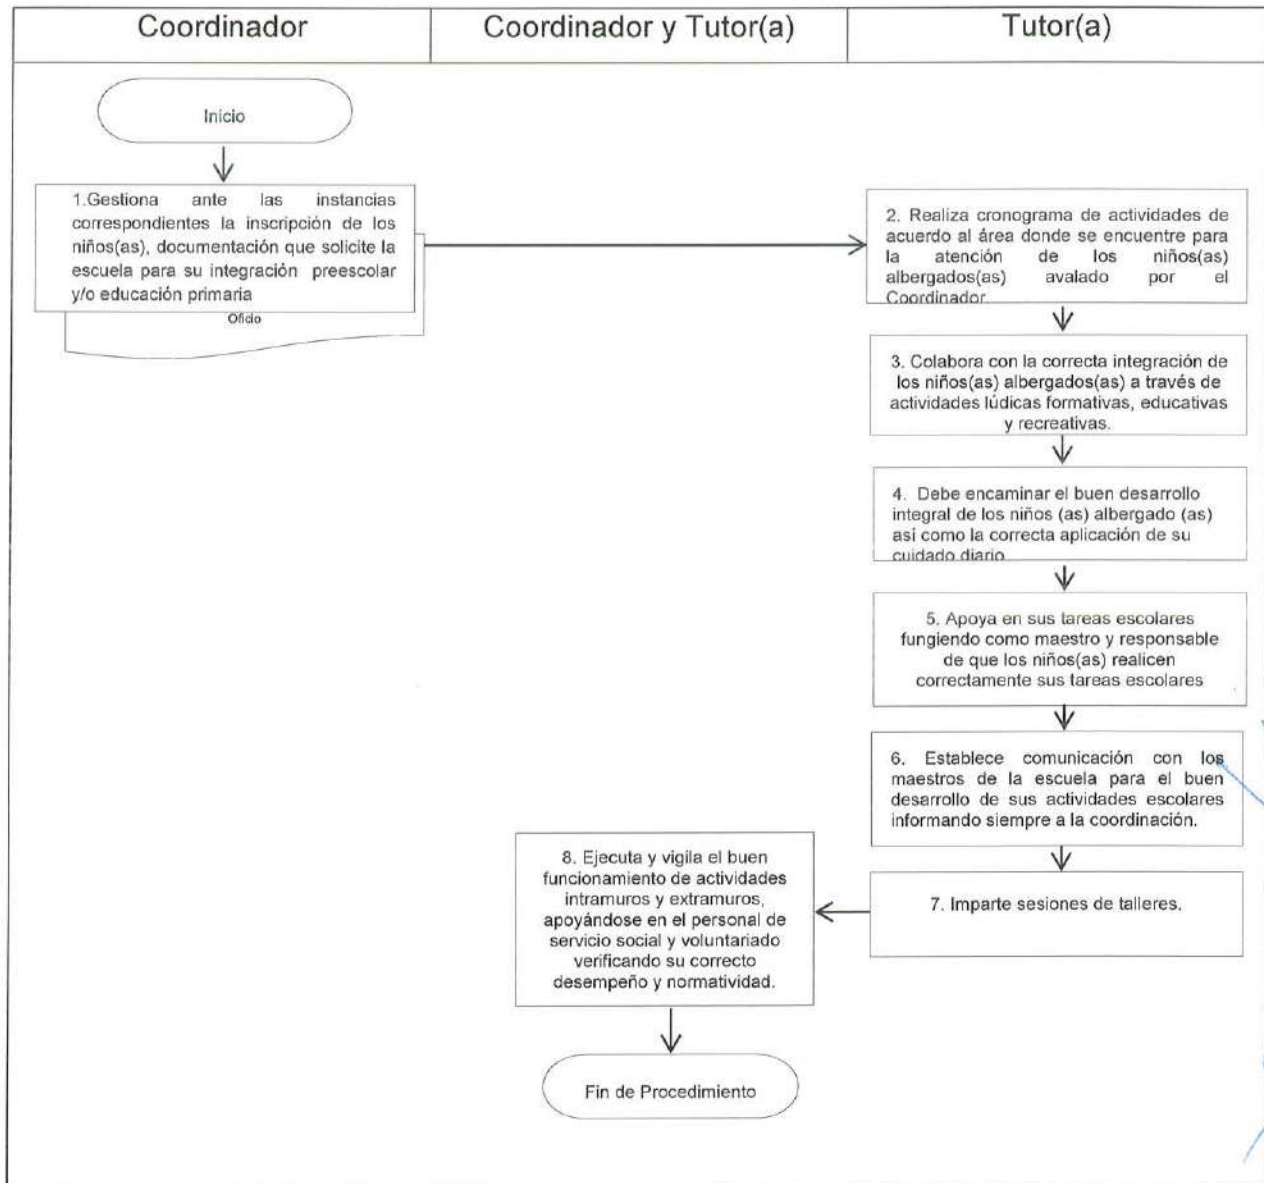 Coordinador
Coordinador y Tutor(a)
Tutor(a)
Inicio
1.Gestiona ante las instancias
correspondientes la inscripción de los
niños(as), documentación que solicite la
escuela para su integración preescolar
y/o educación primaria
Oficio
2. Realiza cronograma de actividades de
acuerdo al área donde se encuentre para
la atención de los niños(as)
albergados(as) avalado por el
Coordinador
3. Colabora con la correcta integración de
los niños(as) albergados(as) a través de
actividades lúdicas formativas, educativas
y recreativas.
4. Debe encaminar el buen desarrollo
integral de los niños (as) albergado (as)
así como la correcta aplicación de su
cuidado diario
5. Apoya en sus tareas escolares
fungiendo como maestro y responsable
de que los niños(as) realicen
correctamente sus tareas escolares
6. Establece comunicación con los
maestros de la escuela para el buen
desarrollo de sus actividades escolares
informando siempre a la coordinación.
7. Imparte sesiones de talleres.
8. Ejecuta y vigila el buen
funcionamiento de actividades
intramuros y extramuros,
apoyándose en el personal de
servicio social y voluntariado
verificando su correcto
desempeño y normatividad.
Fin de Procedimiento